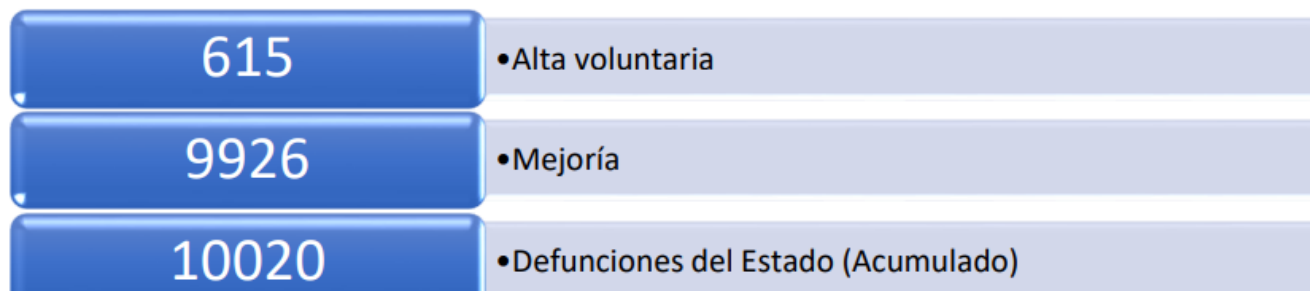 615 •Alta voluntaria
9926 •Mejoría
10020 •Defunciones del Estado (Acumulado)